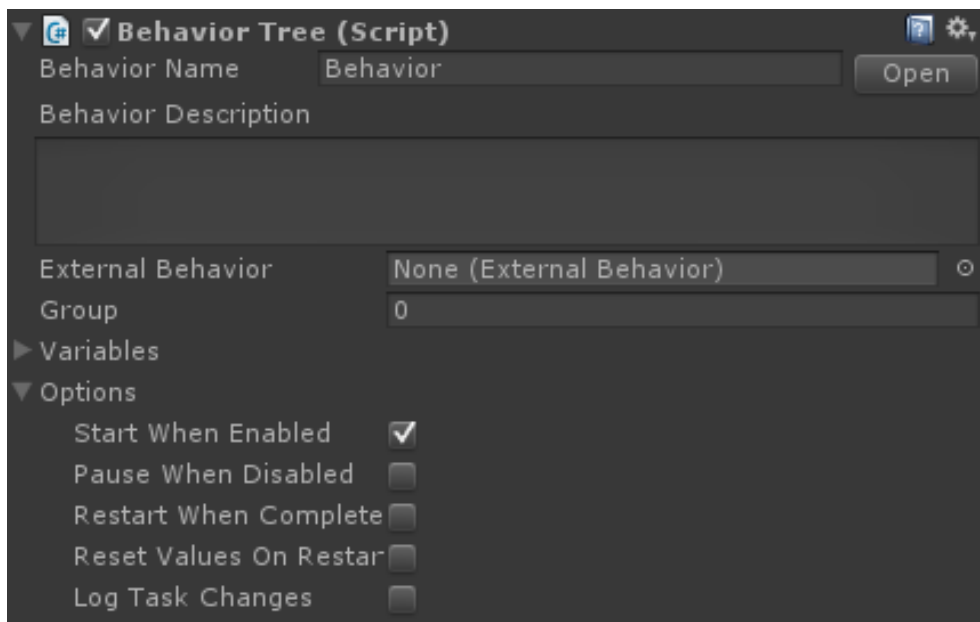 Behavior Tree (Script)
Behavior Name Behavior Open
Behavior Description
External Behavior None (External Behavior)
Group 0
Variables
Options
Start When Enabled
Pause When Disabled
Restart When Complete
Reset Values On Restar
Log Task Changes